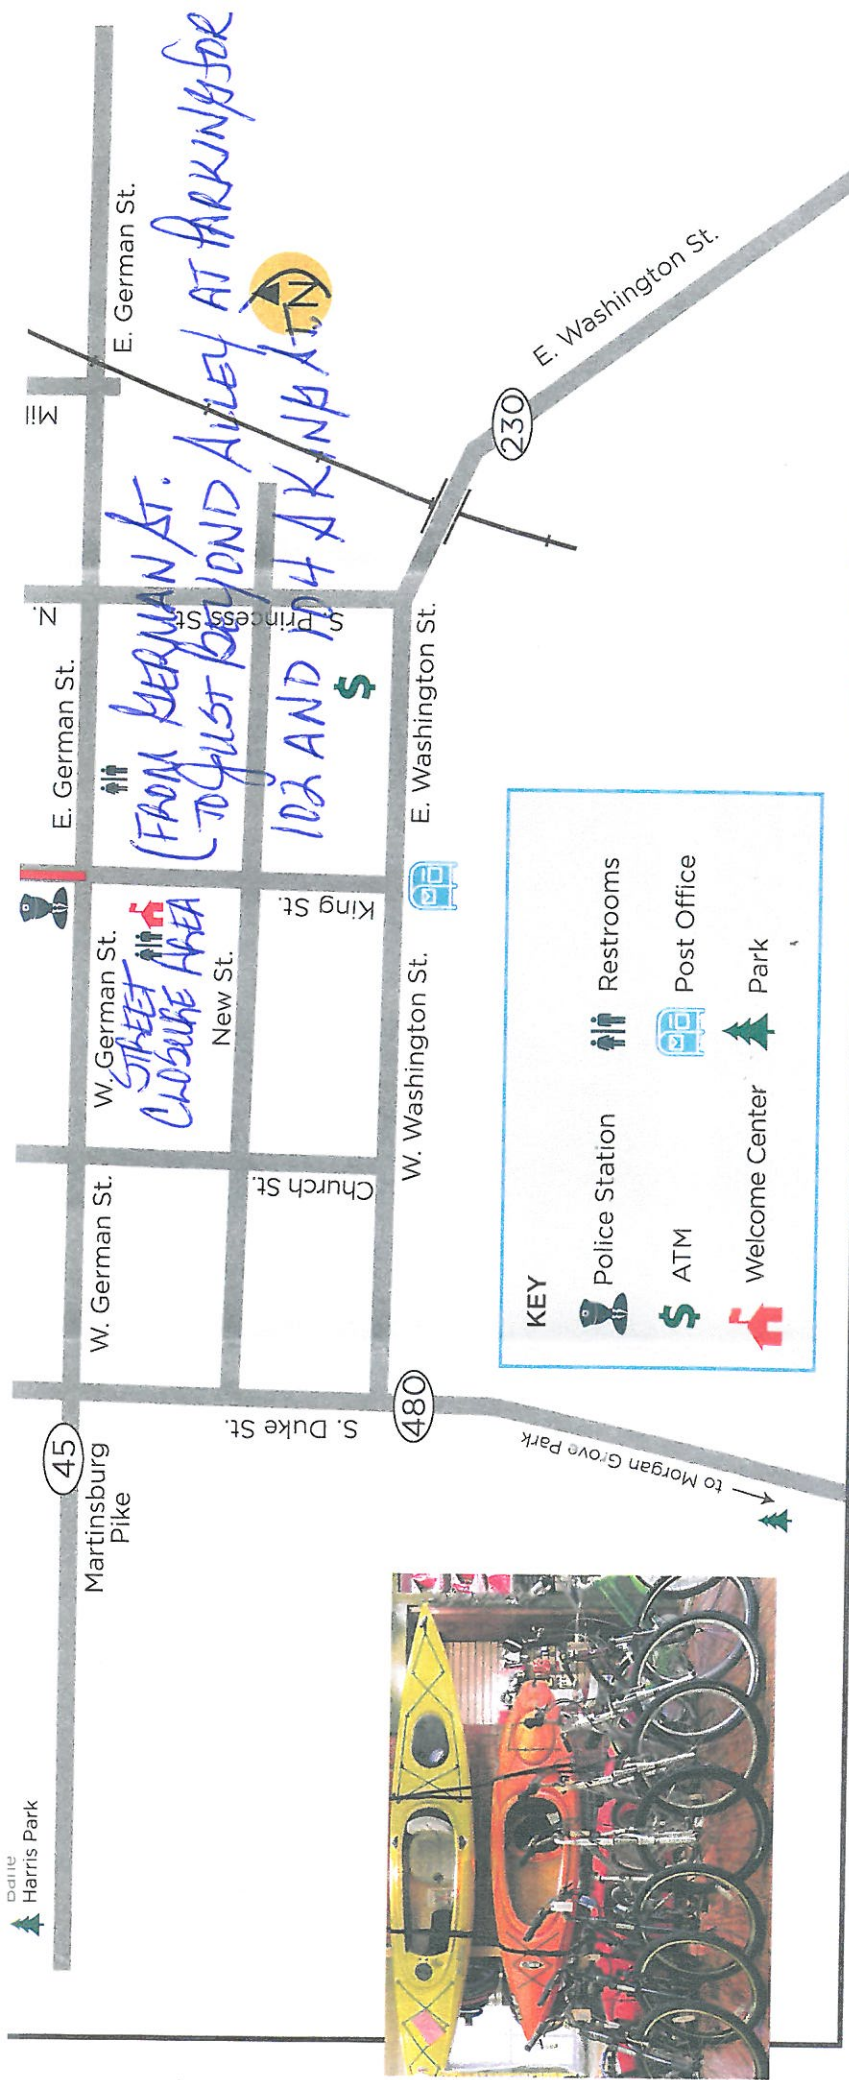 Harris Park
45
Martinsburg
Pike
W. German St.
W. German St.
E. German St.
E. German St.
N.
Mil
STREET
CLOSURE AREA
(FROM GERMAN ST.
TO JUST BEYOND ALLEY AT PARKING FOR
102 AND 104 N KING ST.
N
New St.
S. Duke St.
Church St.
King St.
S. Princess St
$
480
W. Washington St.
E. Washington St.
230
E. Washington St.
to Morgan Grove Park
KEY
Police Station
Restrooms
$ ATM
Post Office
Welcome Center
Park